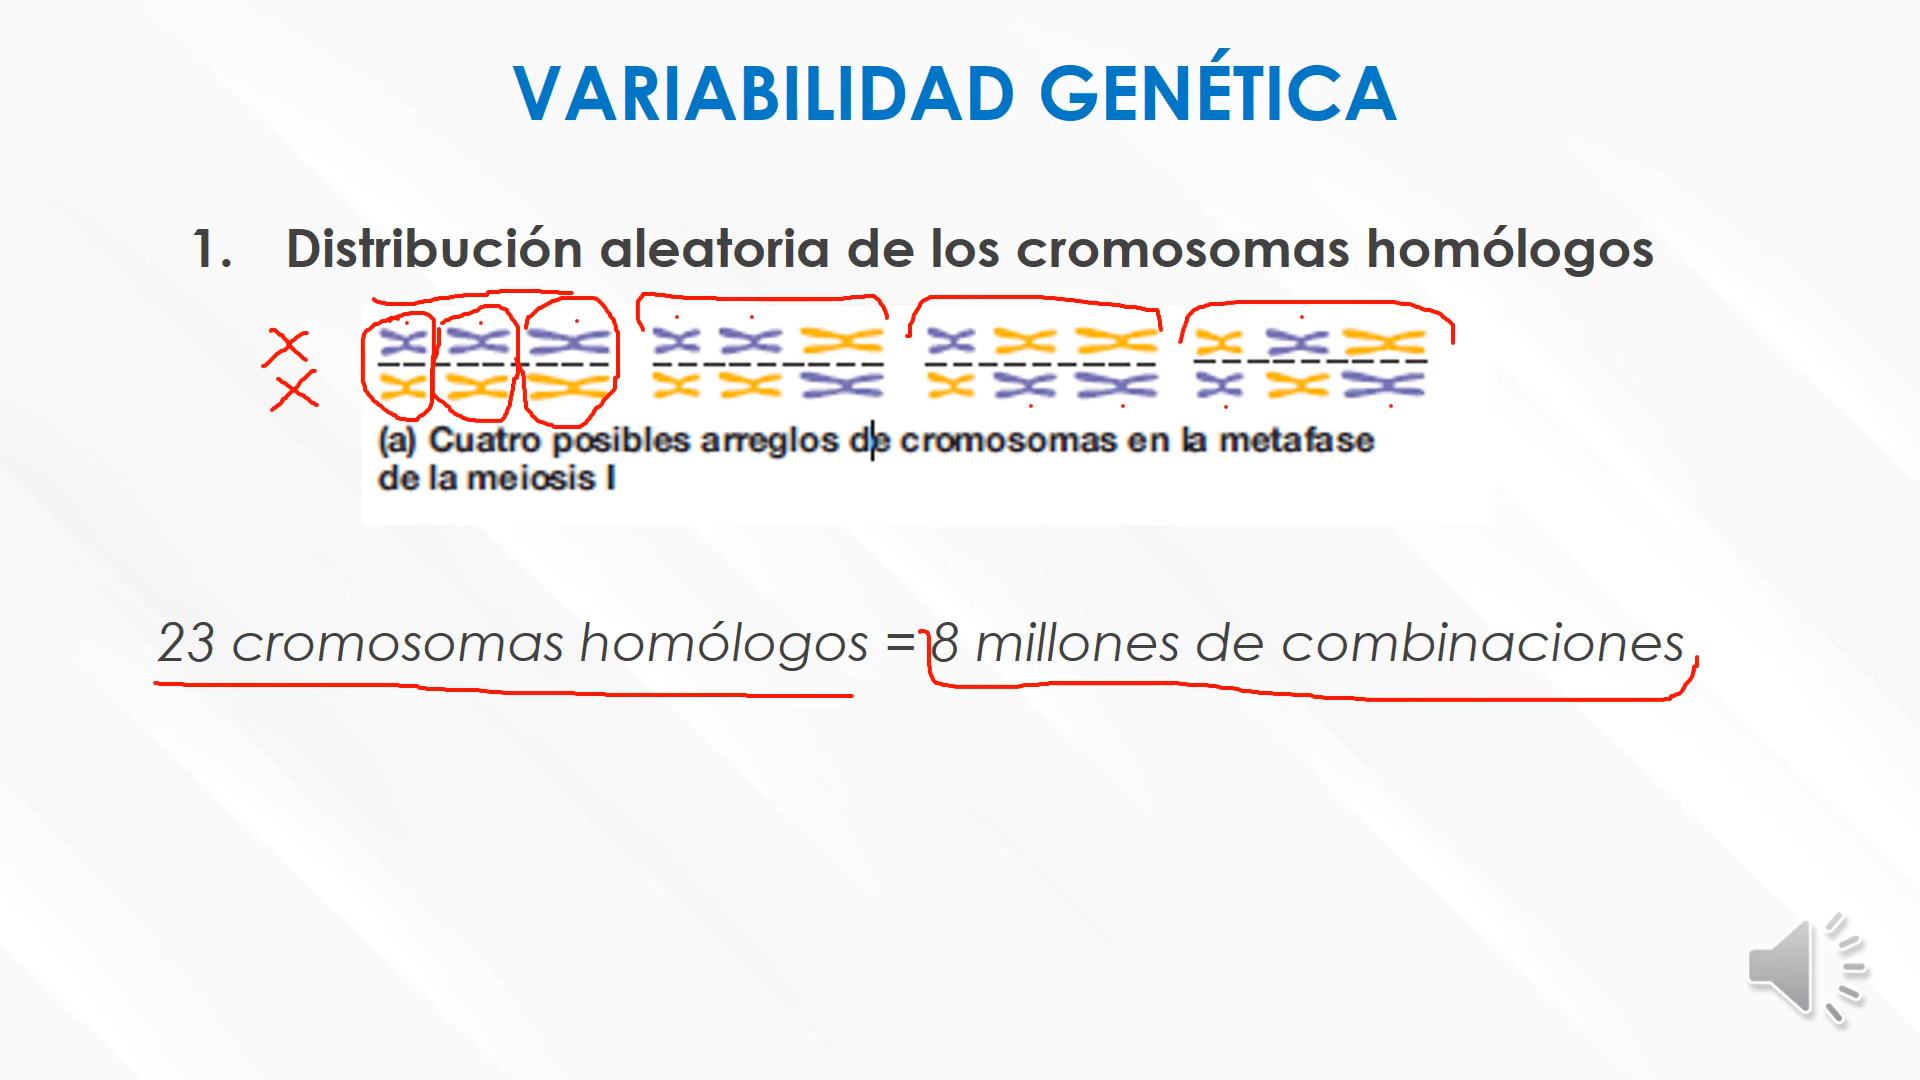 VARIABILIDAD GENÉTICA
1. Distribución aleatoria de los cromosomas homólogos
(a) Cuatro posibles arreglos de cromosomas en la metafase
de la meiosis I
23 cromosomas homólogos = 8 millones de combinaciones